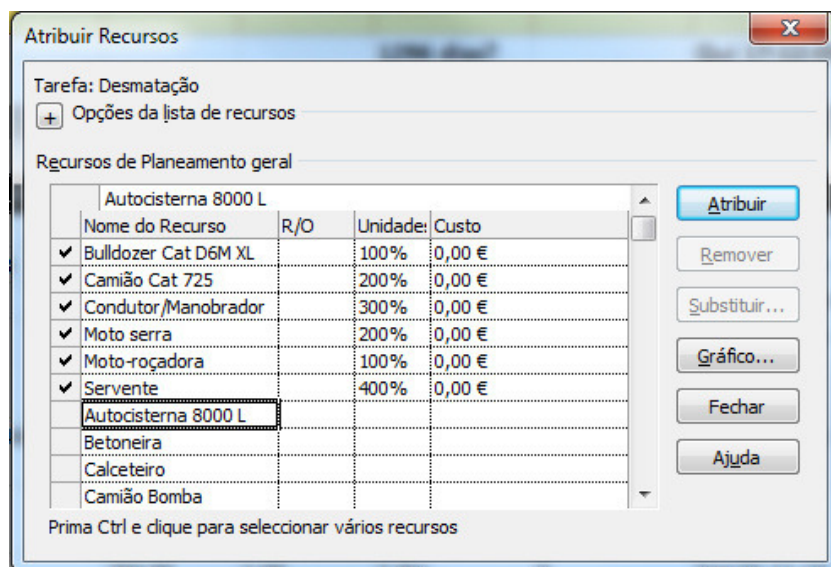 Atribuir Recursos
Tarefa: Desmatação
+ Opções da lista de recursos
Recursos de Planeamento geral
Autocisterna 8000 L
Nome do Recurso R/O Unidade: Custo
Bulldozer Cat D6M XL 100% 0,00 €
Camião Cat 725 200% 0,00 €
Condutor/Manobrador 300% 0,00 €
Moto serra 200% 0,00 €
Moto-roçadora 100% 0,00 €
Servente 400% 0,00 €
Autocisterna 8000 L
Betoneira
Calceteiro
Camião Bomba
Atribuir
Remover
Substituir...
Gráfico...
Fechar
Ajuda
Prima Ctrl e clique para seleccionar vários recursos